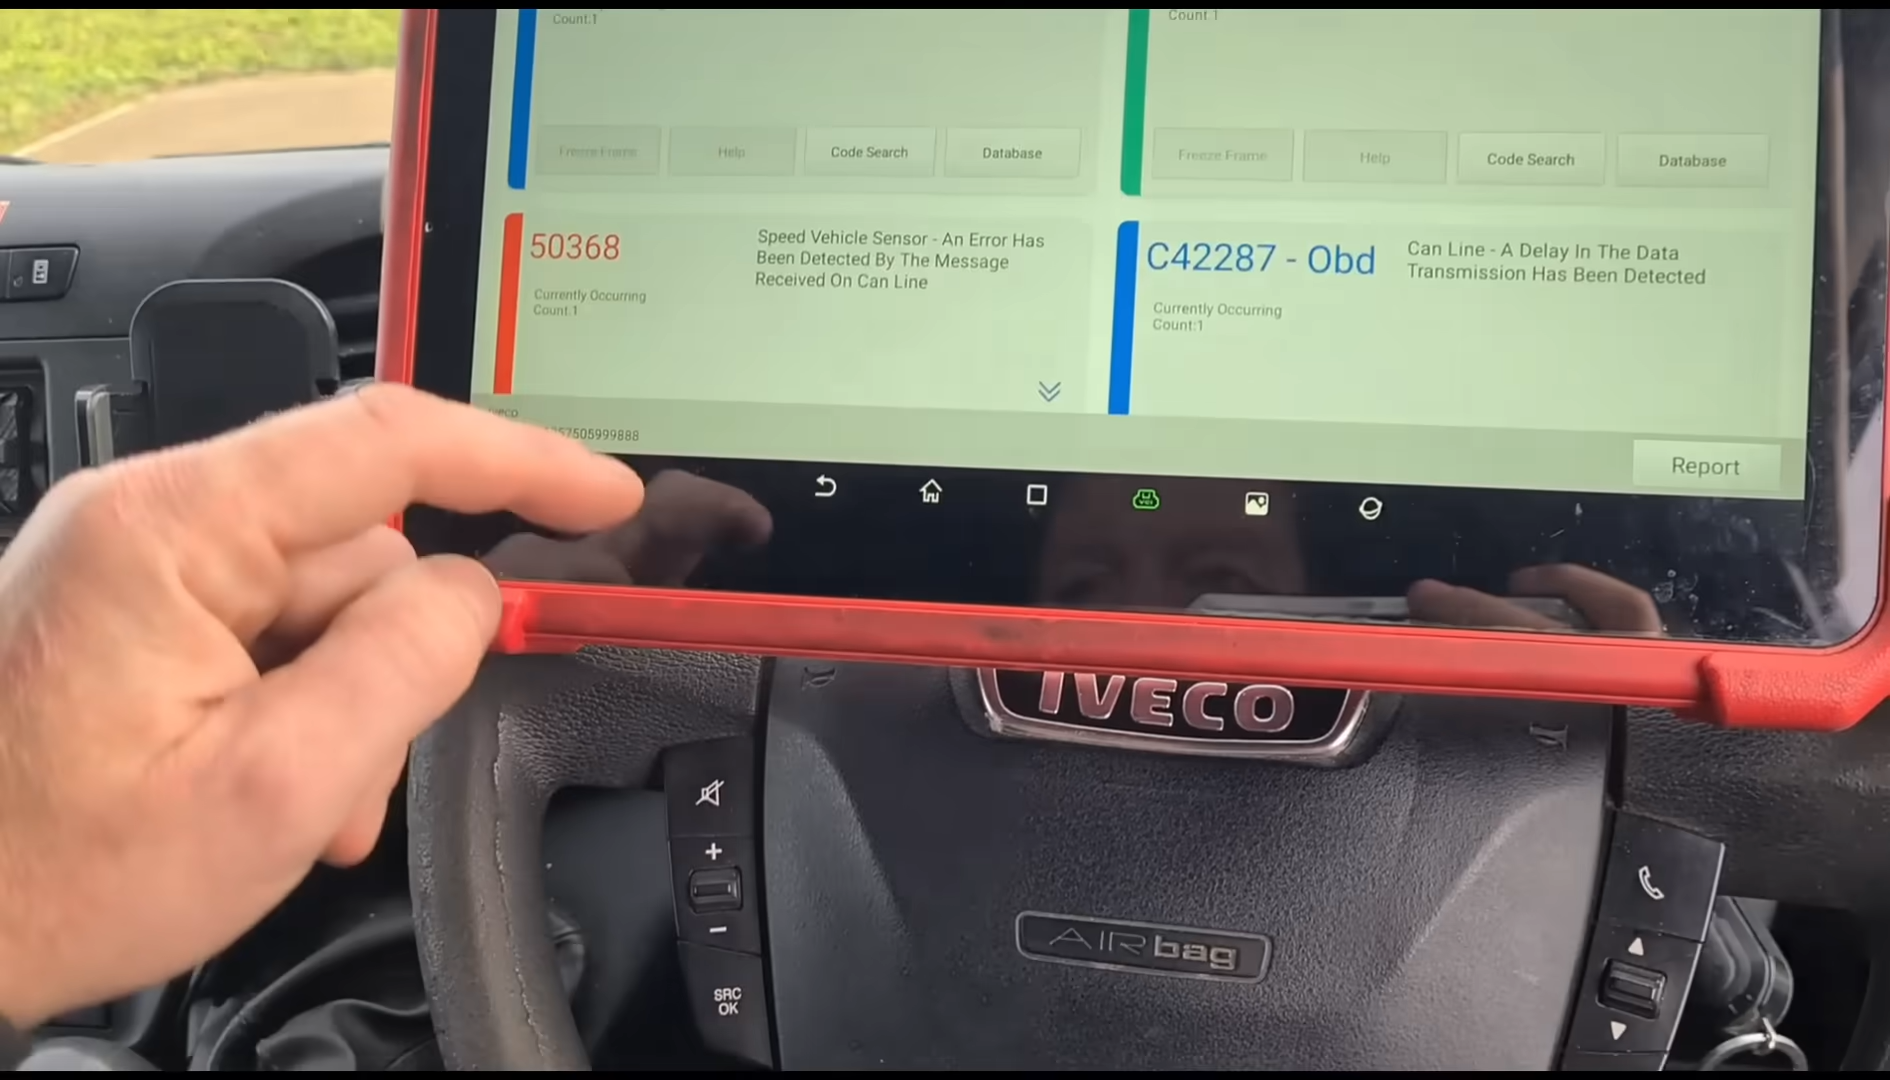 Count:1
Count:1
Freeze Frame
Help
Code Search
Database
Freeze Frame
Help
Code Search
Database
50368
Speed Vehicle Sensor - An Error Has
Been Detected By The Message
Received On Can Line
Currently Occurring
Count:1
C42287 - Obd
Can Line - A Delay In The Data
Transmission Has Been Detected
Currently Occurring
Count:1
Iveco
57505999888
Report
VCI
IVECO
AIRbag
+
-
SRC
OK